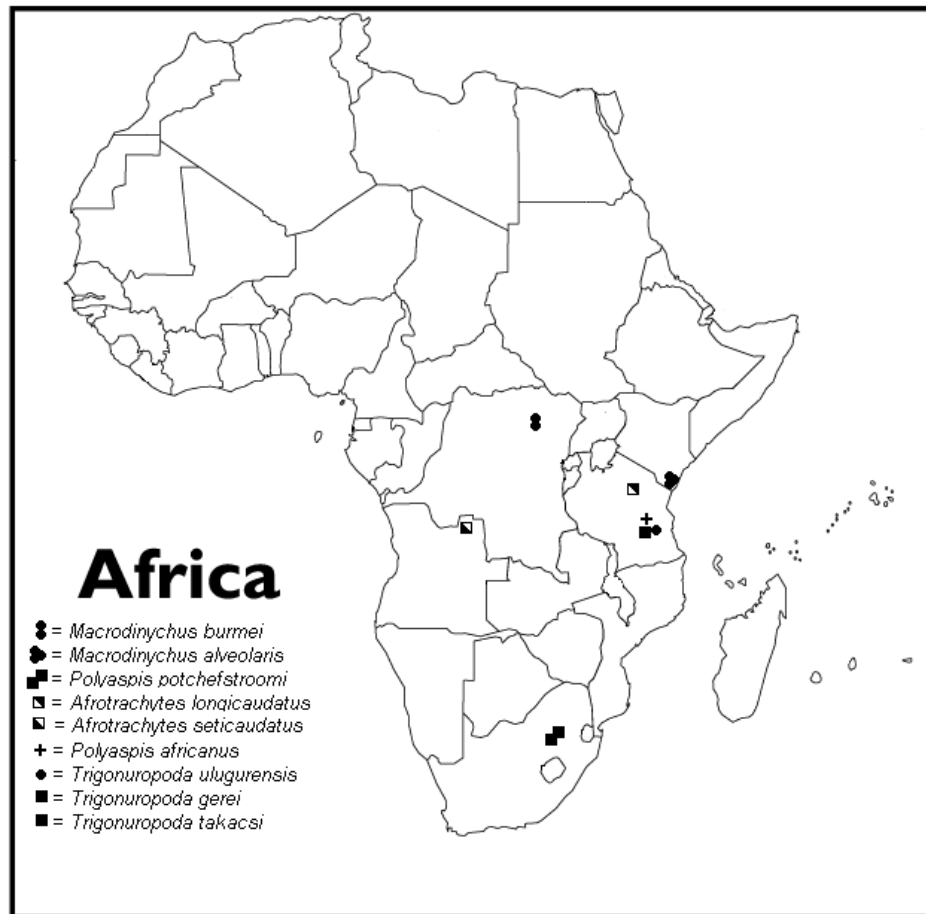 Africa
= Macrodinychus burmei
= Macrodinychus alveolaris
= Polyaspis potchefstroomi
= Afrotrachytes longicaudatus
= Afrotrachytes seticaudatus
= Polyaspis africanus
= Trigonuropoda ulugurensis
= Trigonuropoda gerei
= Trigonuropoda takacsi